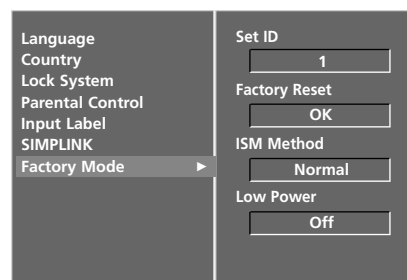 Language
Country
Lock System
Parental Control
Input Label
SIMPLINK
Factory Mode ►
Set ID
1
Factory Reset
OK
ISM Method
Normal
Low Power
Off